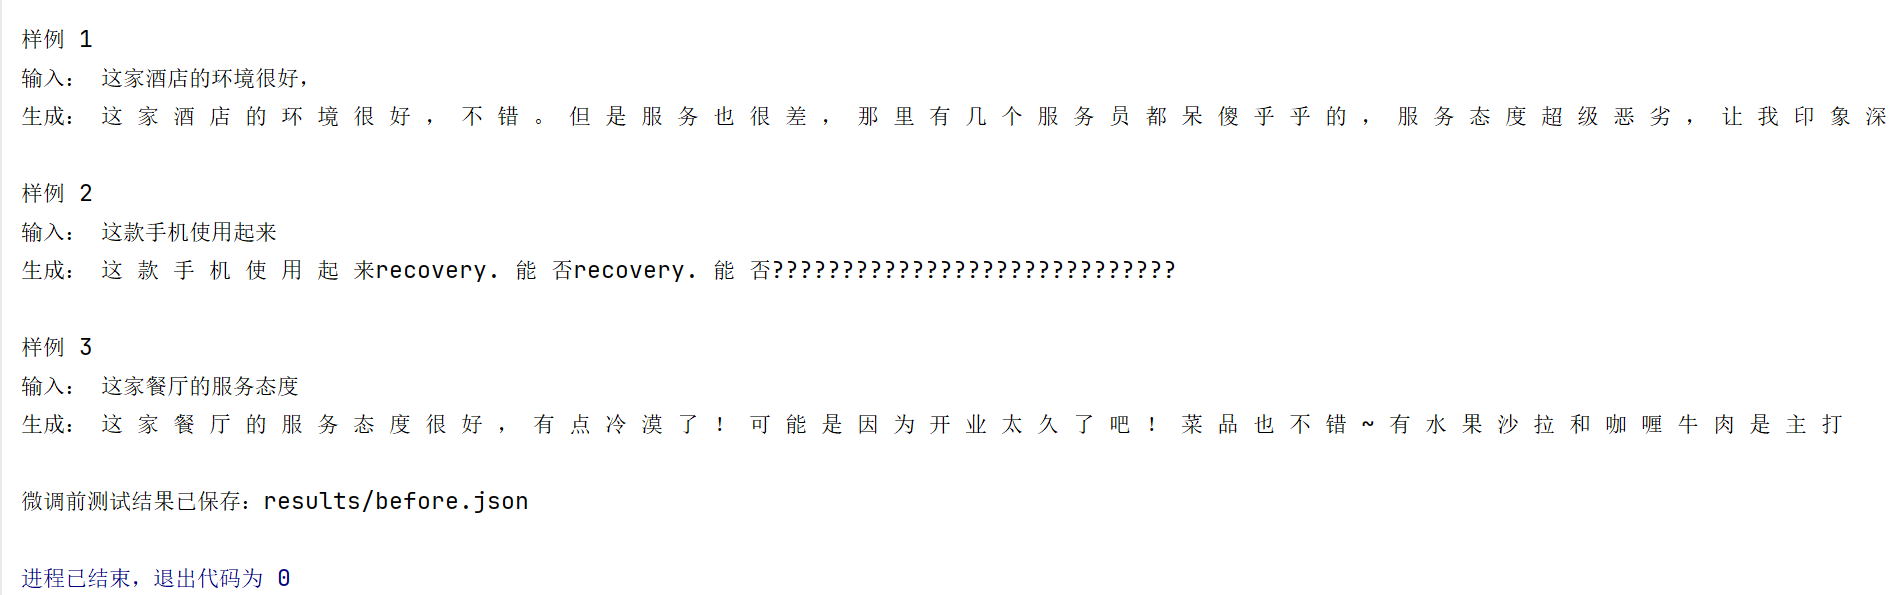 样例 1
输入： 这家酒店的环境很好，
生成： 这 家 酒 店 的 环 境 很 好 ， 不 错 。 但 是 服 务 也 很 差 ， 那 里 有 几 个 服 务 员 都 呆 傻 乎 乎 的 ， 服 务 态 度 超 级 恶 劣 ， 让 我 印 象 深
样例 2
输入： 这款手机使用起来
生成： 这 款 手 机 使 用 起 来recovery. 能 否recovery. 能 否?????????????????????????????
样例 3
输入： 这家餐厅的服务态度
生成： 这 家 餐 厅 的 服 务 态 度 很 好 ， 有 点 冷 漠 了 ！ 可 能 是 因 为 开 业 太 久 了 吧 ！ 菜 品 也 不 错 ~ 有 水 果 沙 拉 和 咖 喱 牛 肉 是 主 打
微调前测试结果已保存：results/before.json
进程已结束，退出代码为 0